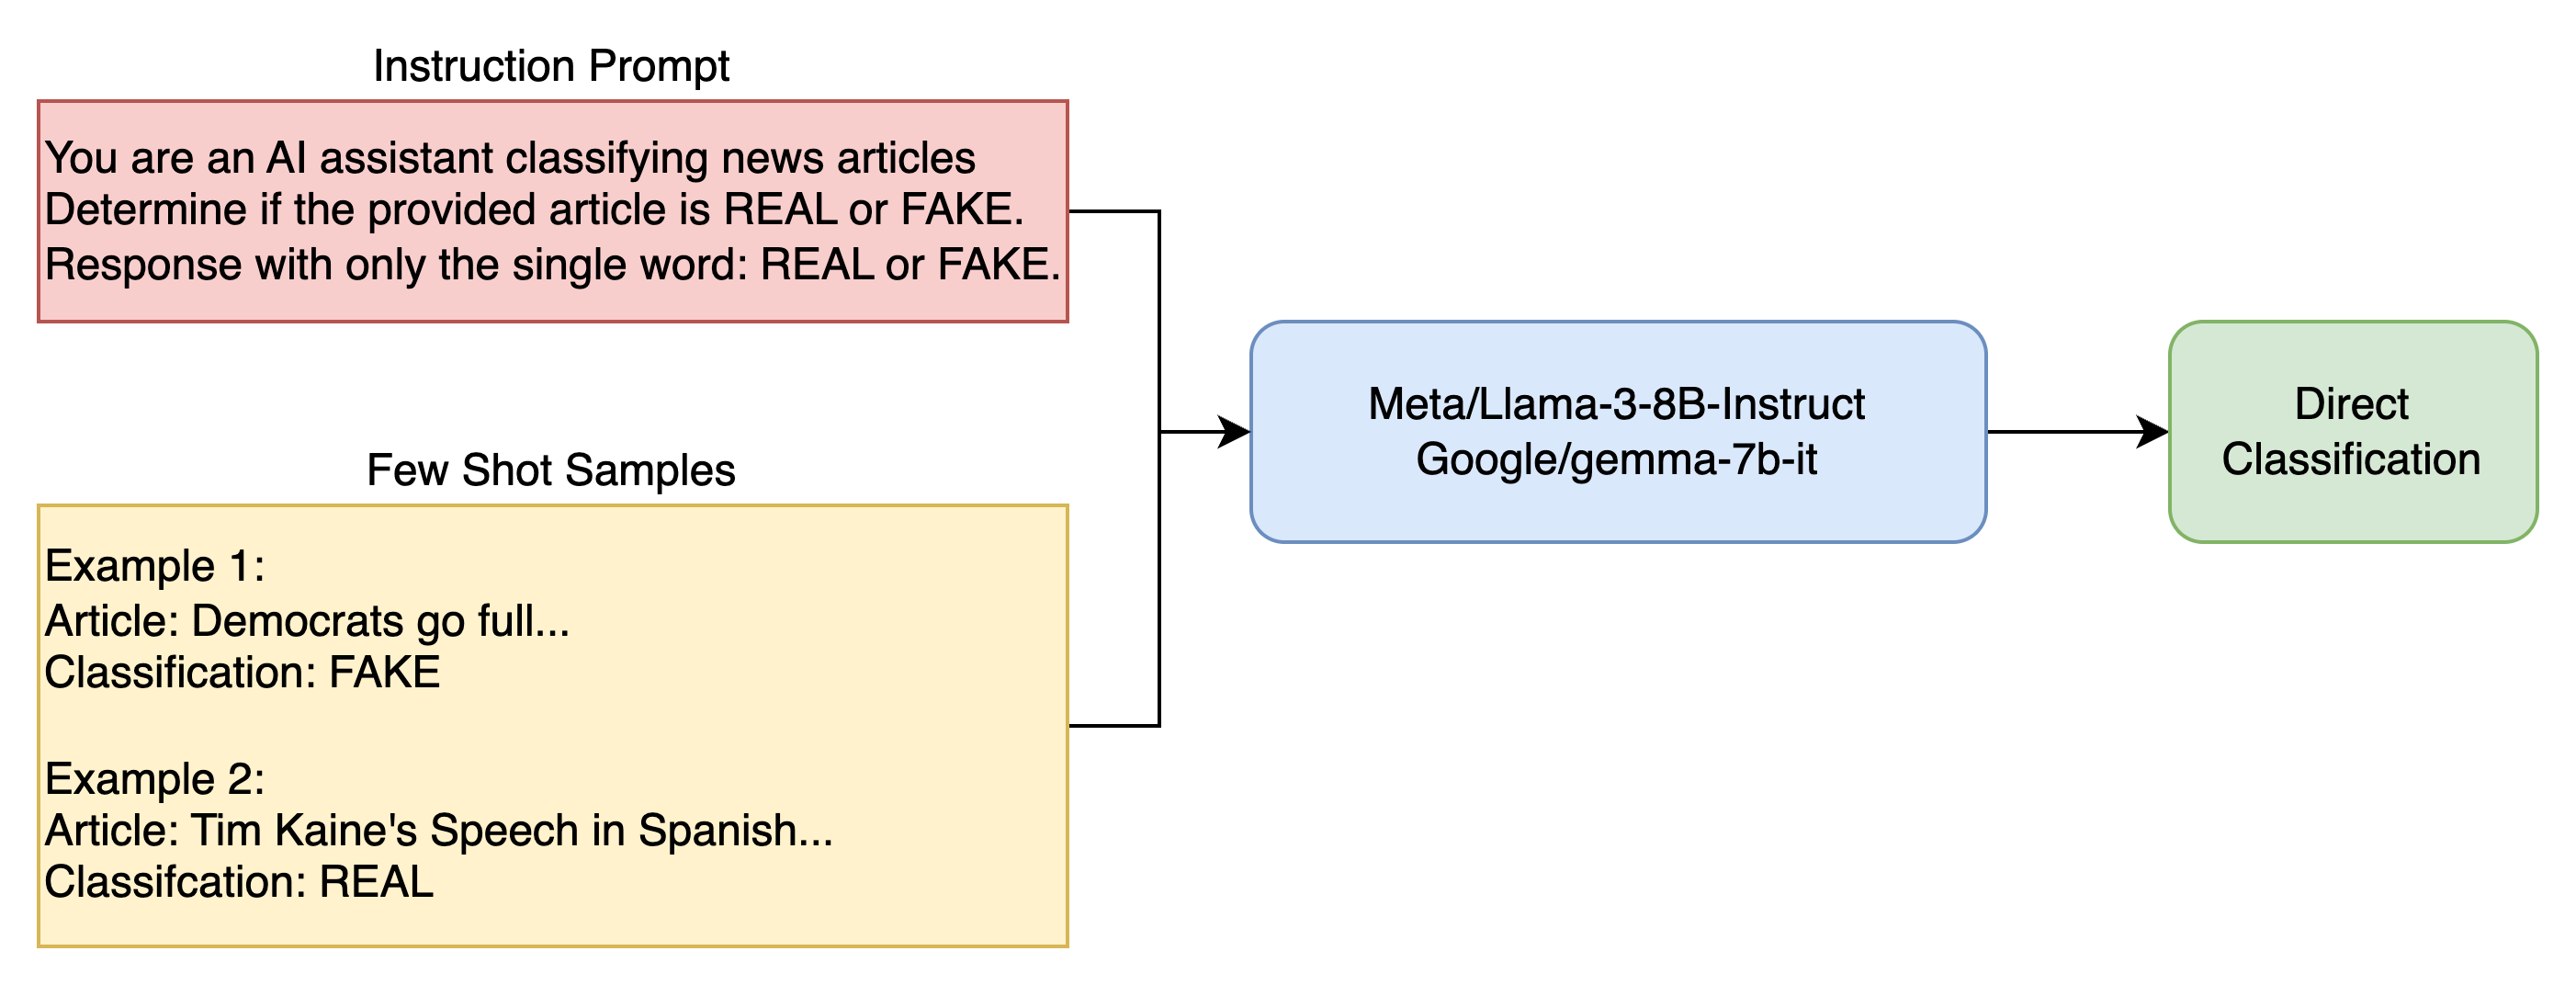 Instruction Prompt
You are an AI assistant classifying news articles
Determine if the provided article is REAL or FAKE.
Response with only the single word: REAL or FAKE.
Few Shot Samples
Example 1:
Article: Democrats go full...
Classification: FAKE
Example 2:
Article: Tim Kaine's Speech in Spanish...
Classifcation: REAL
Meta/Llama-3-8B-Instruct
Google/gemma-7b-it
Direct
Classification